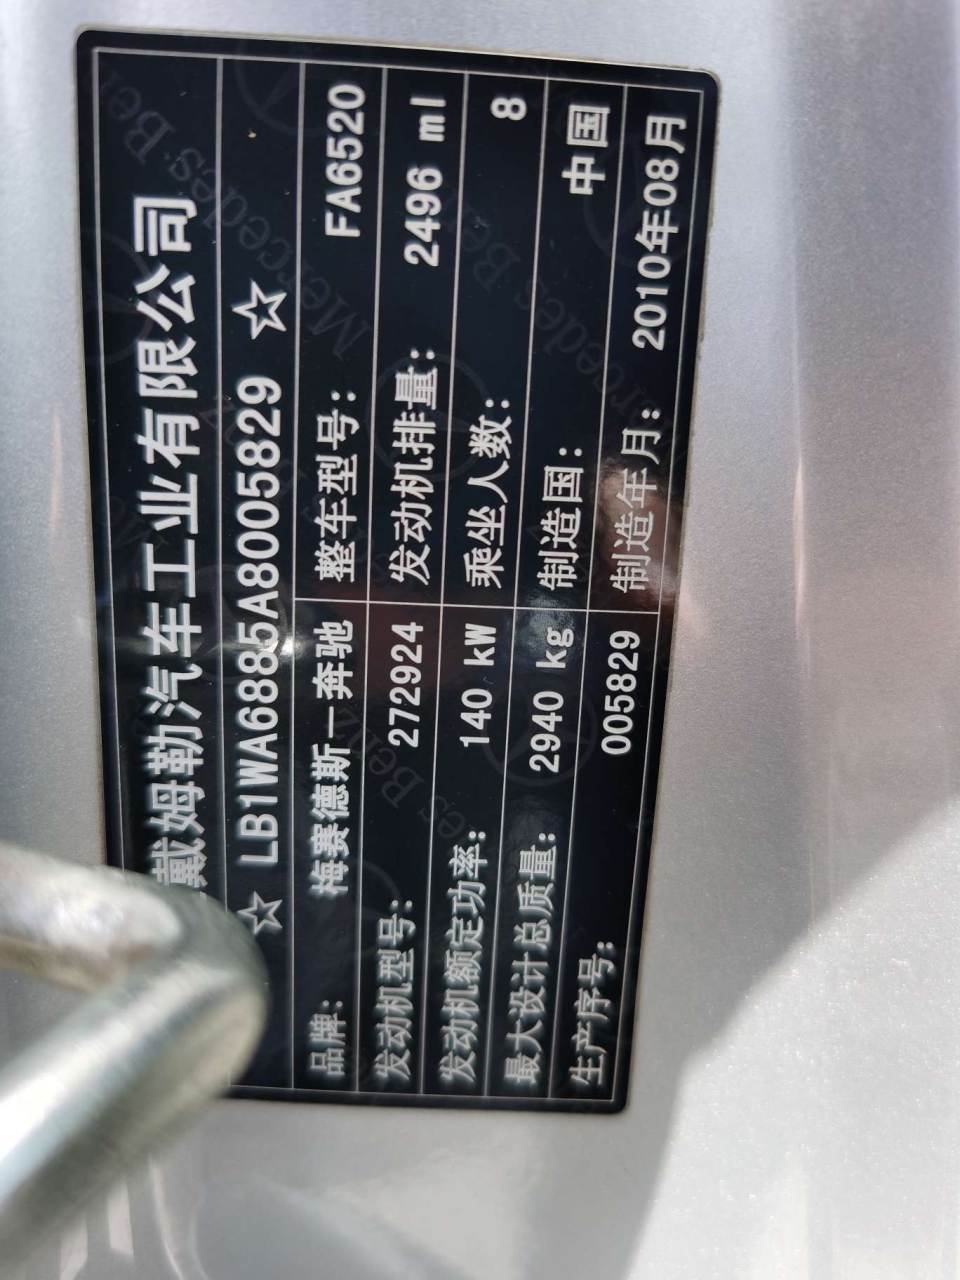 戴姆勒汽车工业有限公司
☆ LB1WA6885A8005829 ☆
品牌: 梅赛德斯－奔驰 整车型号: FA6520
发动机型号: 272924 发动机排量: 2496 ml
发动机额定功率: 140 kW 乘坐人数: 8
最大设计总质量: 2940 kg 制造国: 中国
生产序号: 005829 制造年月: 2010年08月